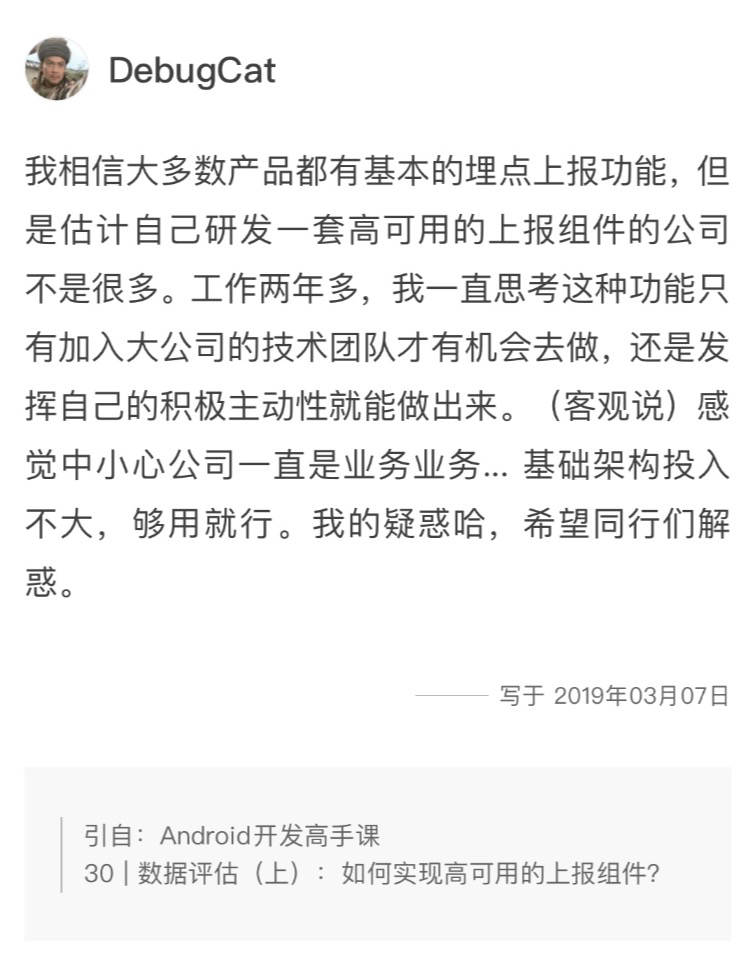 DebugCat
我相信大多数产品都有基本的埋点上报功能，但
是估计自己研发一套高可用的上报组件的公司
不是很多。工作两年多，我一直思考这种功能只
有加入大公司的技术团队才有机会去做，还是发
挥自己的积极主动性就能做出来。（客观说）感
觉中小心公司一直是业务业务... 基础架构投入
不大，够用就行。我的疑惑哈，希望同行们解
惑。
写于 2019年03月07日
引自：Android开发高手课
30 | 数据评估（上）：如何实现高可用的上报组件?